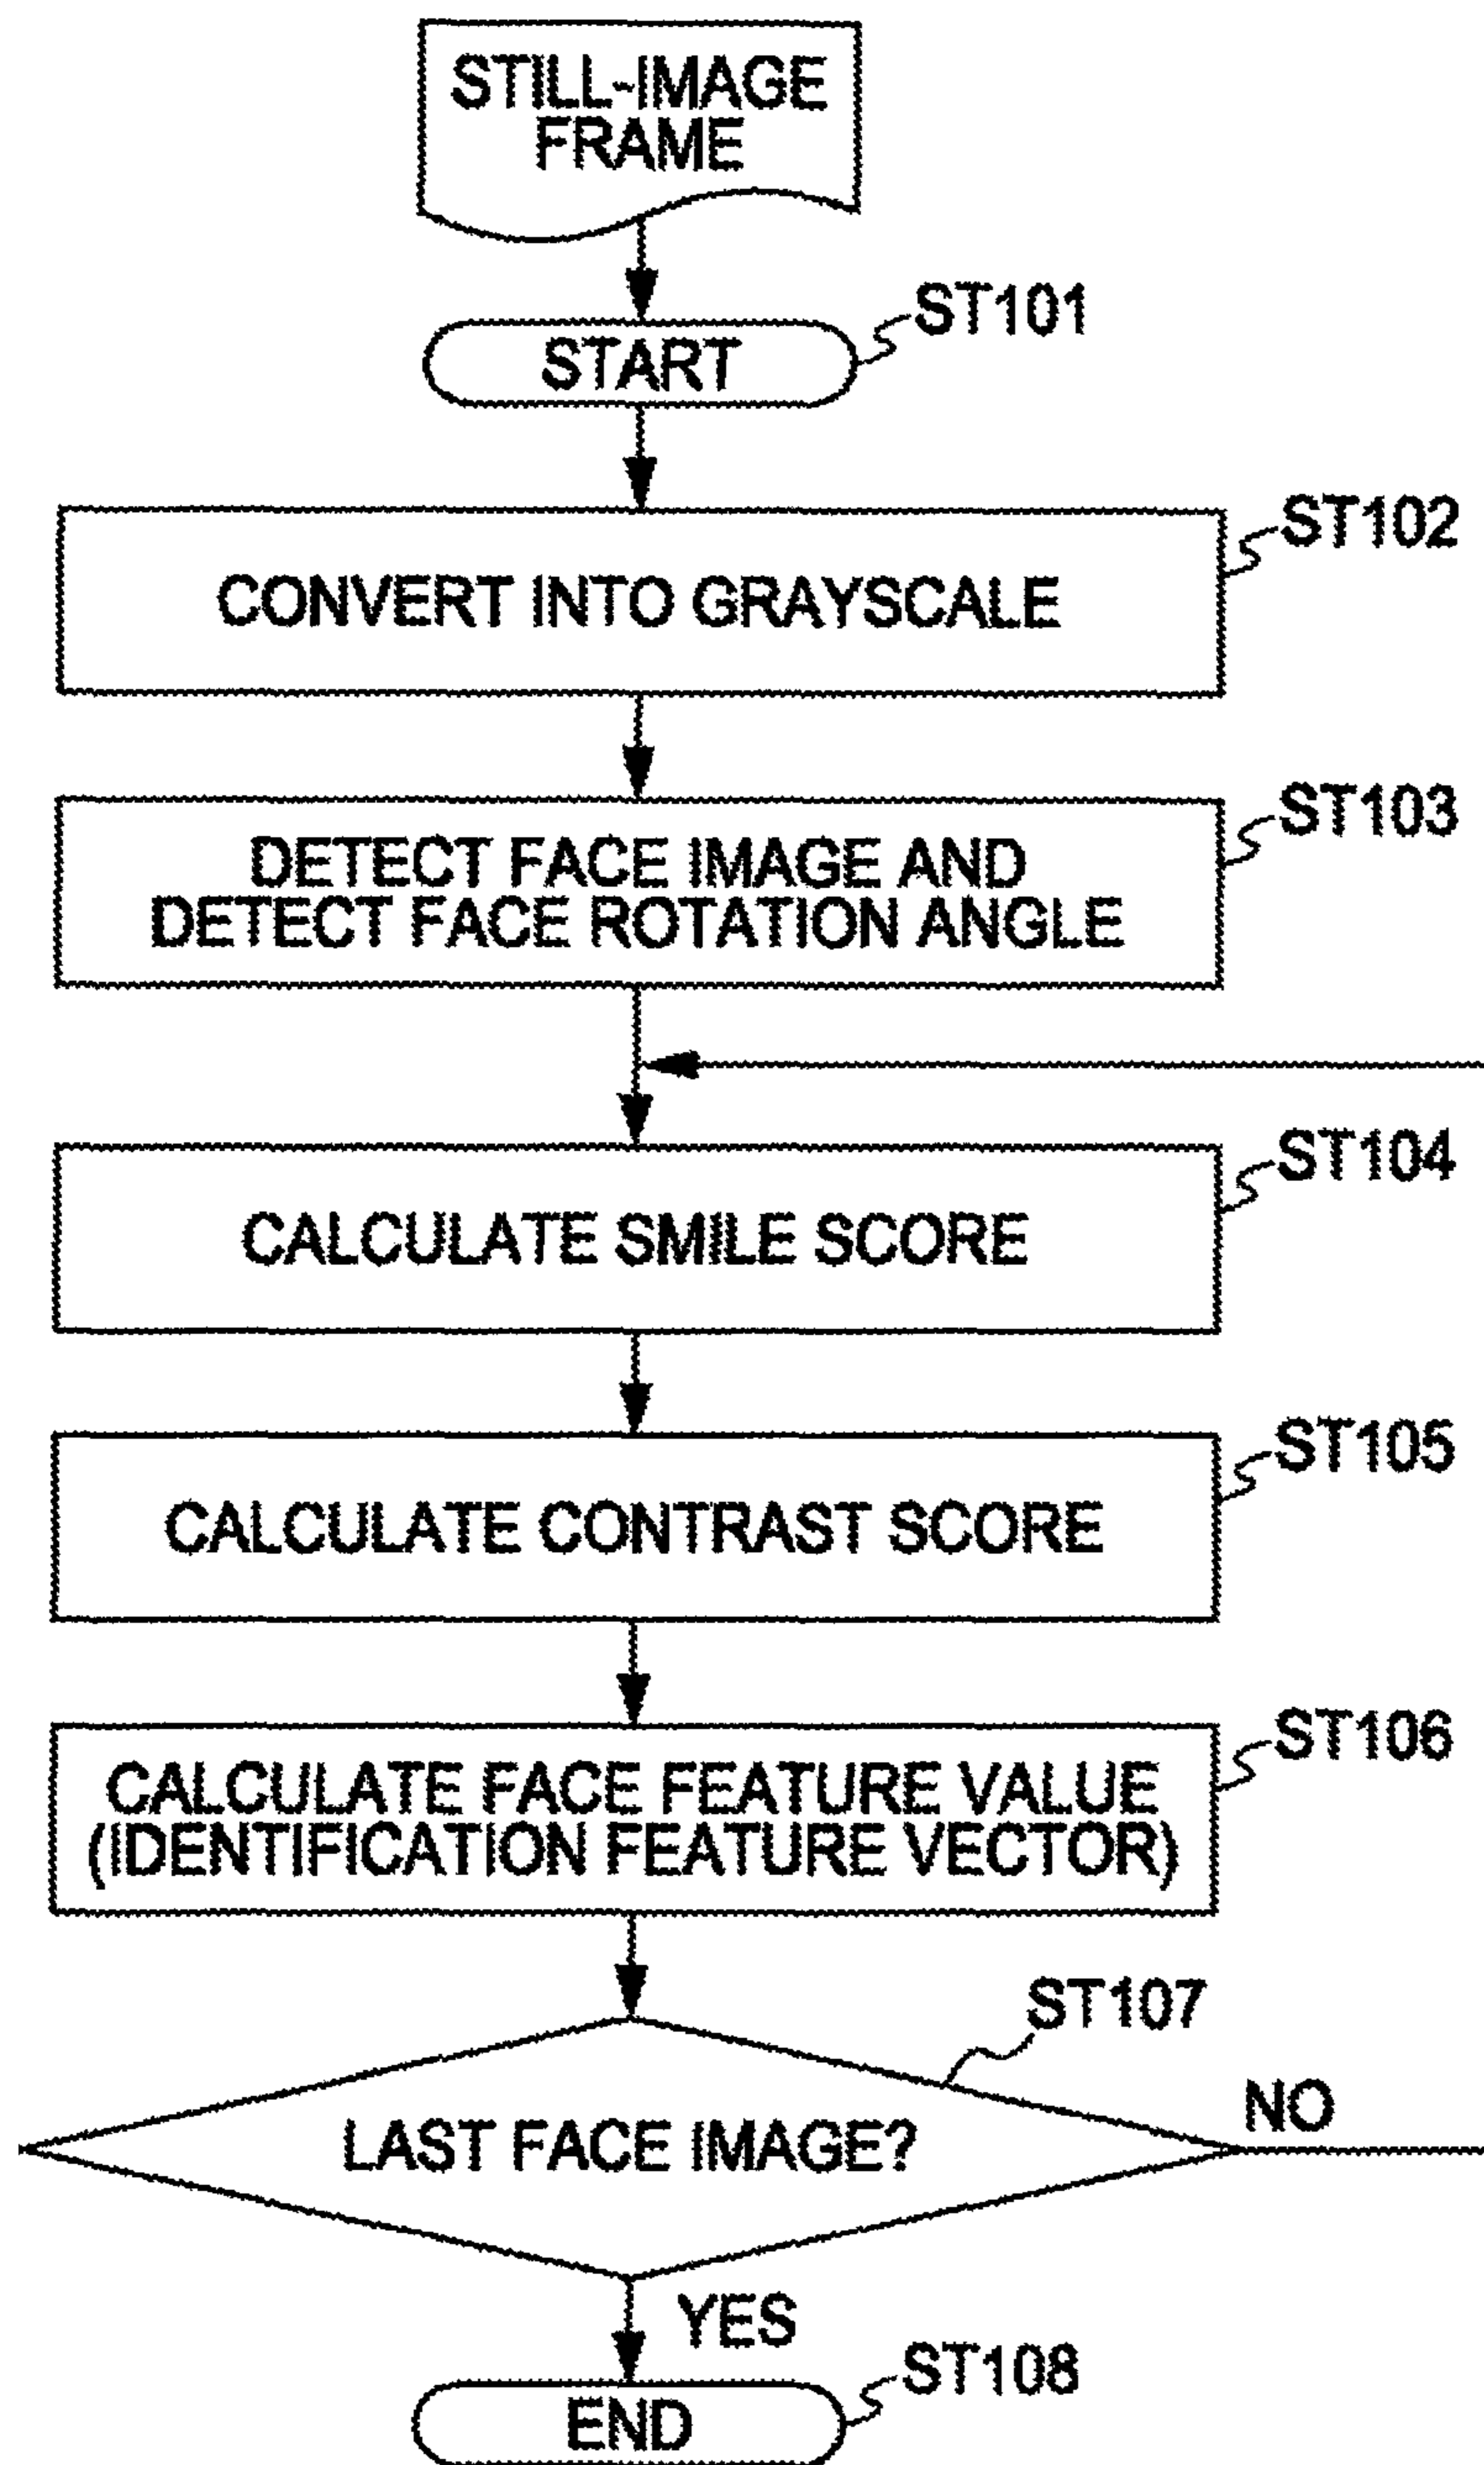 STILL-IMAGE
FRAME
ST101
START
ST102
CONVERT INTO GRAYSCALE
ST103
DETECT FACE IMAGE AND
DETECT FACE ROTATION ANGLE
ST104
CALCULATE SMILE SCORE
ST105
CALCULATE CONTRAST SCORE
ST106
CALCULATE FACE FEATURE VALUE
(IDENTIFICATION FEATURE VECTOR)
ST107
NO
LAST FACE IMAGE?
YES
ST108
END